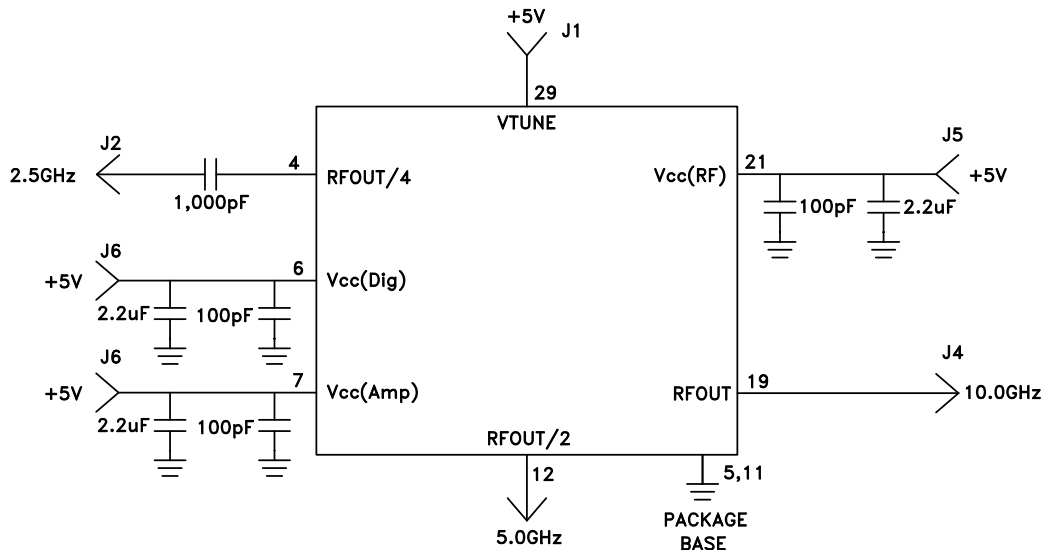 +5V
J1
29
VTUNE
J2
2.5GHz
1,000pF
4
RFOUT/4
Vcc(RF)
21
J5
+5V
100pF
2.2uF
J6
+5V
2.2uF
100pF
6
Vcc(Dig)
J6
+5V
2.2uF
100pF
7
Vcc(Amp)
RFOUT
19
J4
10.0GHz
RFOUT/2
12
5.0GHz
5,11
PACKAGE
BASE